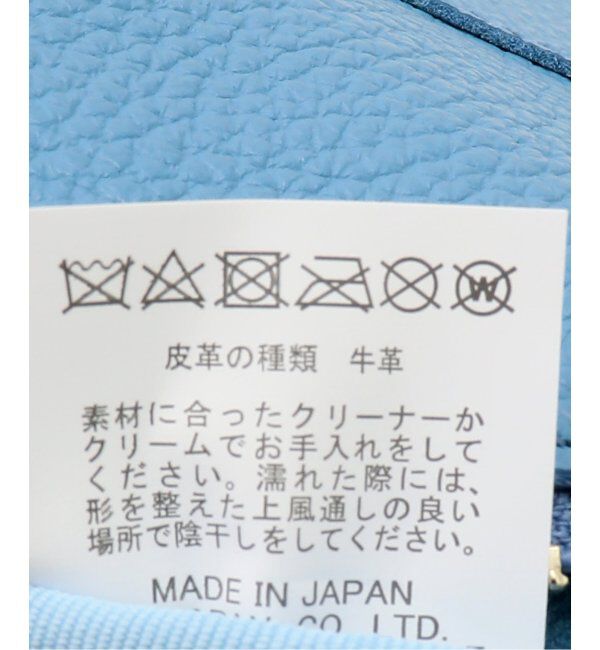 W
皮革の種類 牛革
素材に合ったクリーナーか
クリームでお手入れをして
ください。濡れた際には、
形を整えた上風通しの良い
場所で陰干しをしてください。
MADE IN JAPAN
CO. LTD.